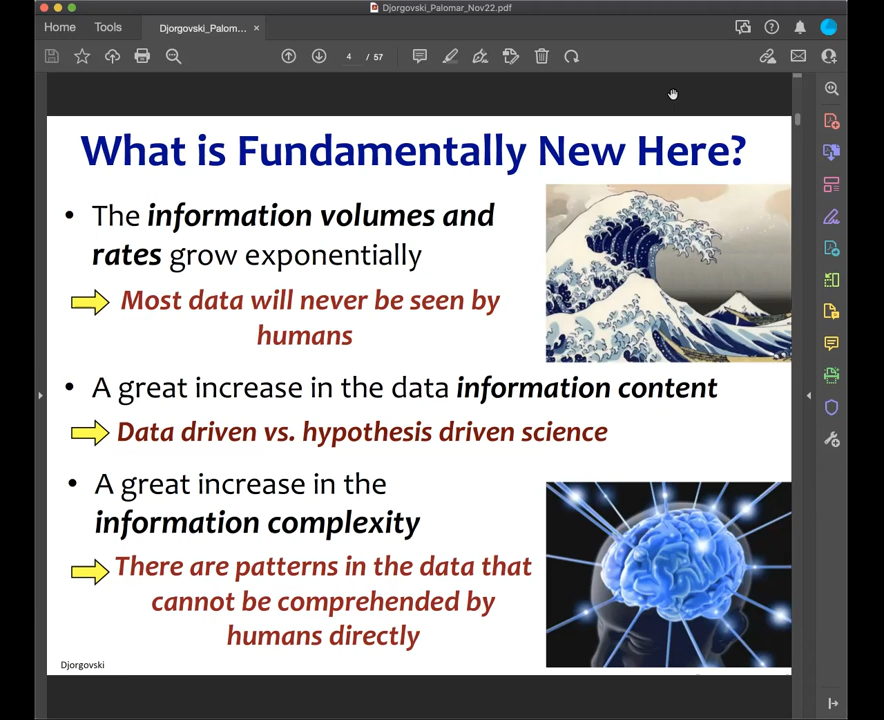 Djorgovski_Palomar_Nov22.pdf
Home Tools Djorgovski_Palom... ×
4 / 57
What is Fundamentally New Here?
• The information volumes and
rates grow exponentially
Most data will never be seen by
humans
• A great increase in the data information content
Data driven vs. hypothesis driven science
• A great increase in the
information complexity
There are patterns in the data that
cannot be comprehended by
humans directly
Djorgovski